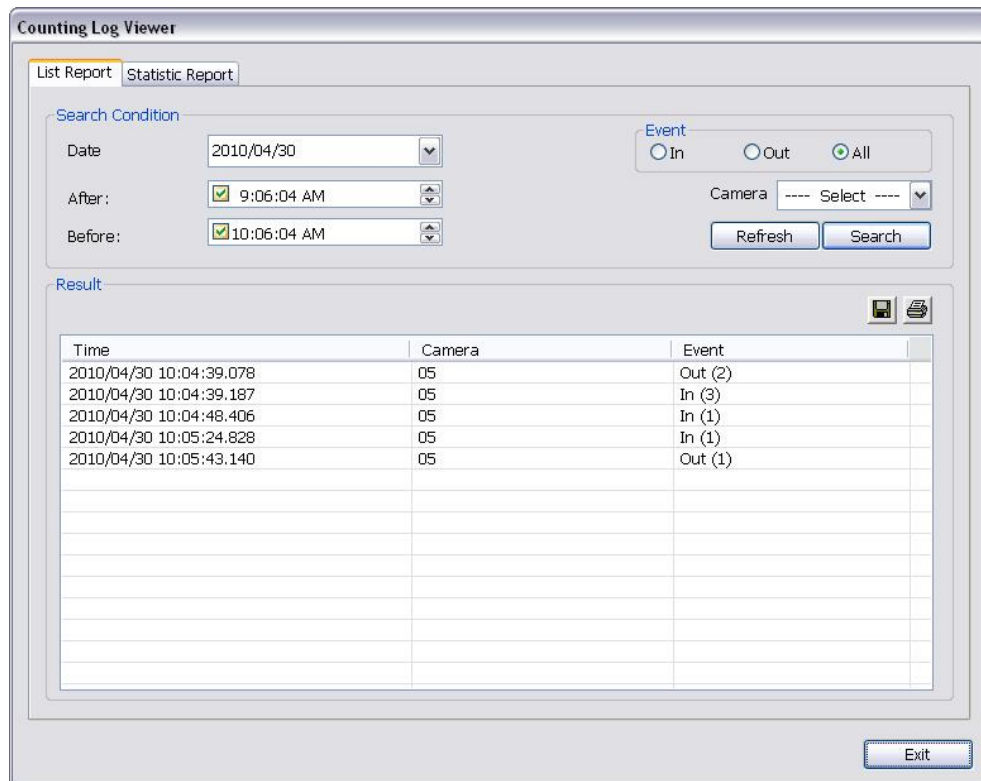 Counting Log Viewer
List Report Statistic Report
Search Condition
Date 2010/04/30
Event
In Out All
After: 9:06:04 AM
Camera ---- Select ----
Before: 10:06:04 AM
Refresh Search
Result
Time Camera Event
2010/04/30 10:04:39.078 05 Out (2)
2010/04/30 10:04:39.187 05 In (3)
2010/04/30 10:04:48.406 05 In (1)
2010/04/30 10:05:24.828 05 In (1)
2010/04/30 10:05:43.140 05 Out (1)
Exit